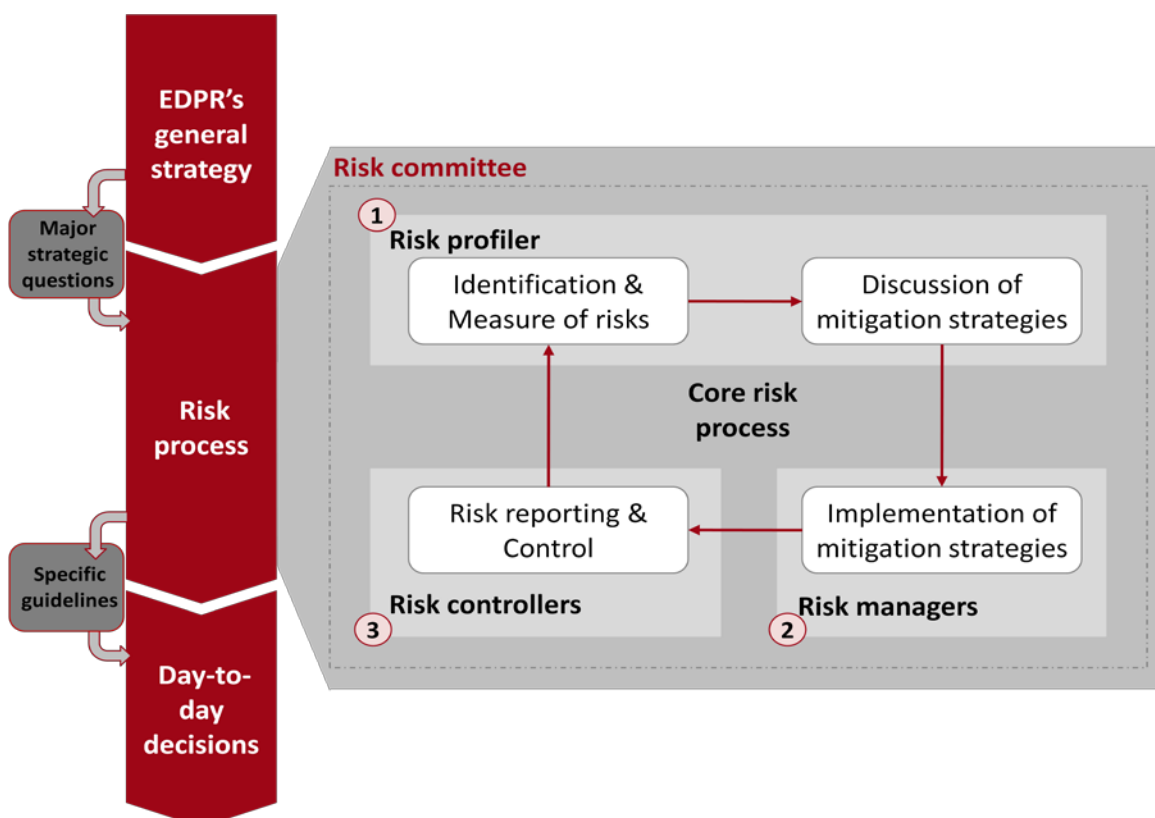 EDPR's
general
strategy
Major
strategic
questions
Risk
process
Specific
guidelines
Day-to-
day
decisions
Risk committee
1
Risk profiler
Identification &
Measure of risks
Discussion of
mitigation strategies
Core risk
process
Risk reporting &
Control
Implementation of
mitigation strategies
Risk controllers
3
Risk managers
2